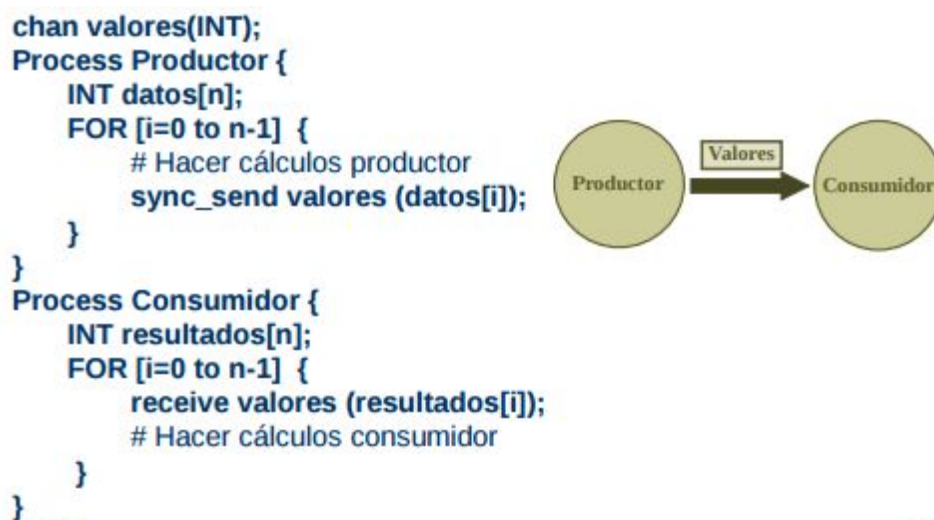 chan valores(INT);
Process Productor {
INT datos[n];
FOR [i=0 to n-1] {
# Hacer cálculos productor
sync_send valores (datos[i]);
}
}
Process Consumidor {
INT resultados[n];
FOR [i=0 to n-1] {
receive valores (resultados[i]);
# Hacer cálculos consumidor
}
}
Productor
Valores
Consumidor